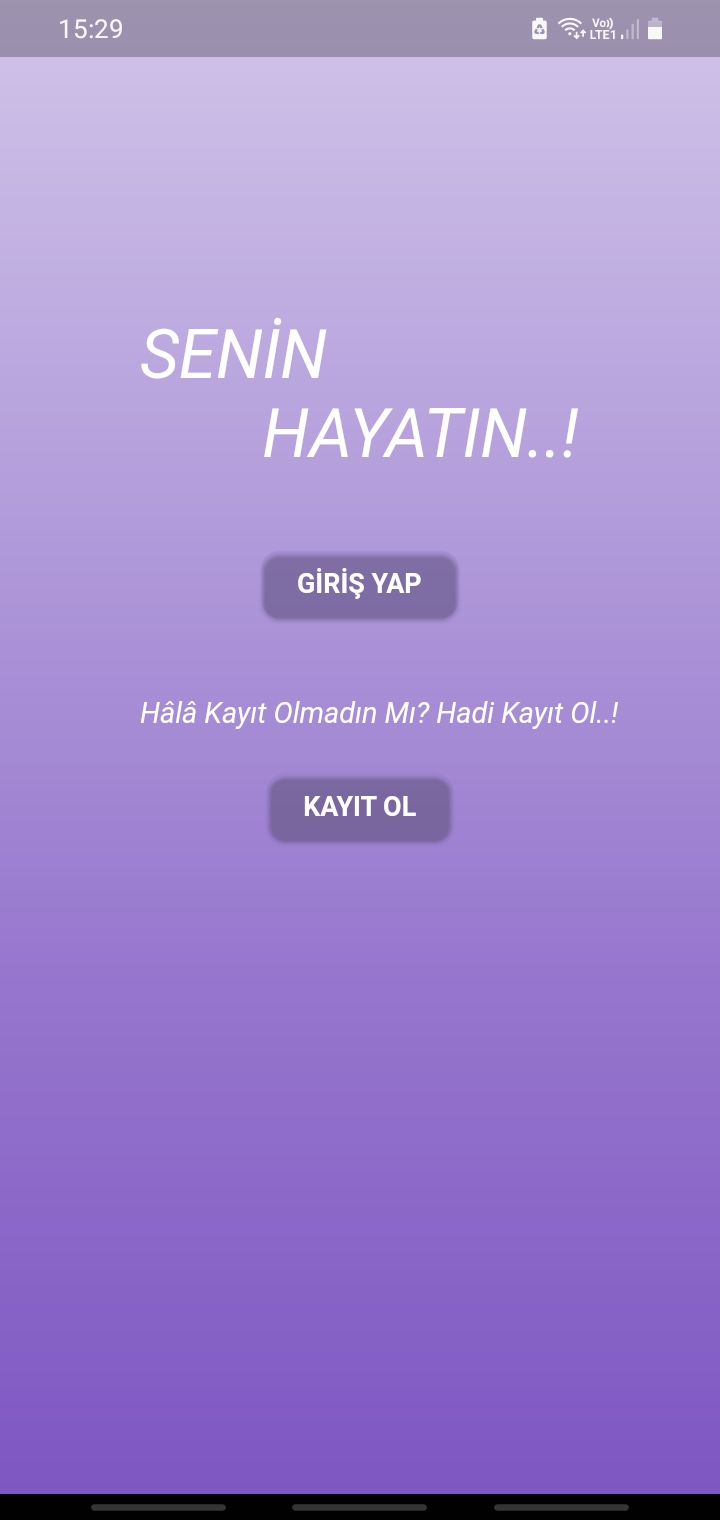 15:29
Vo))
LTE1
SENİN
HAYATIN..!
GİRİŞ YAP
Hâlâ Kayıt Olmadın Mı? Hadi Kayıt Ol..!
KAYIT OL